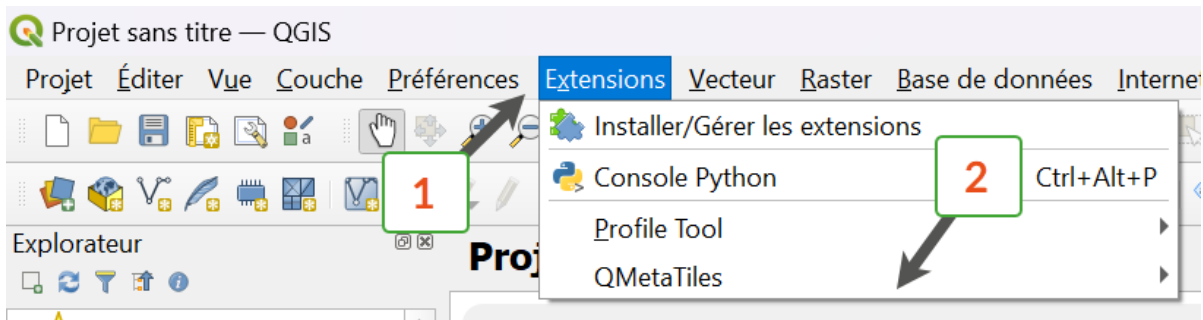 Projet sans titre — QGIS
Projet Éditer Vue Couche Préférences Extensions Vecteur Raster Base de données
Installer/Gérer les extensions
a
1
Console Python
2
Ctrl+Alt+P
Explorateur
Profile Tool
QMetaTiles